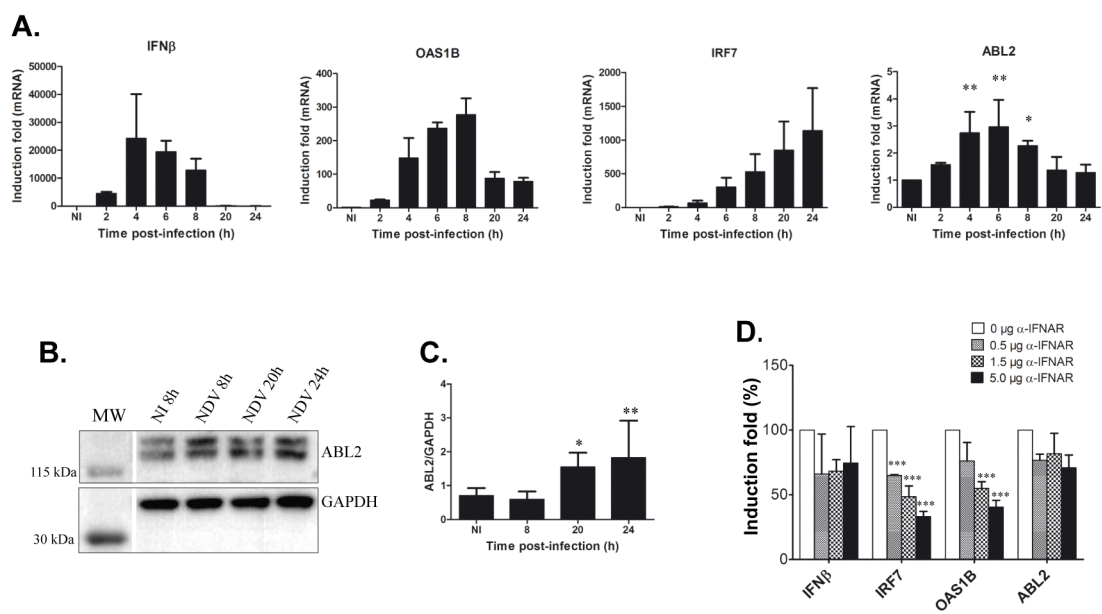 A.
IFNβ
Induction fold (mRNA)
50000
40000
30000
20000
10000
0
NI 2 4 6 8 20 24
Time post-infection (h)
OAS1B
Induction fold (mRNA)
400
300
200
100
0
NI 2 4 6 8 20 24
Time post-infection (h)
IRF7
Induction fold (mRNA)
2000
1500
1000
500
0
NI 2 4 6 8 20 24
Time post-infection (h)
ABL2
Induction fold (mRNA)
5
4
3
2
1
0
** ** *
NI 2 4 6 8 20 24
Time post-infection (h)
B.
MW NI 8h NDV 8h NDV 20h NDV 24h
ABL2
115 kDa
GAPDH
30 kDa
C.
ABL2/GAPDH
4
3
2
1
0
* **
NI 8 20 24
Time post-infection (h)
D.
0 µg α-IFNAR
0.5 µg α-IFNAR
1.5 µg α-IFNAR
5.0 µg α-IFNAR
Induction fold (%)
150
100
50
0
*** *** *** *** ***
IFNβ IRF7 OAS1B ABL2